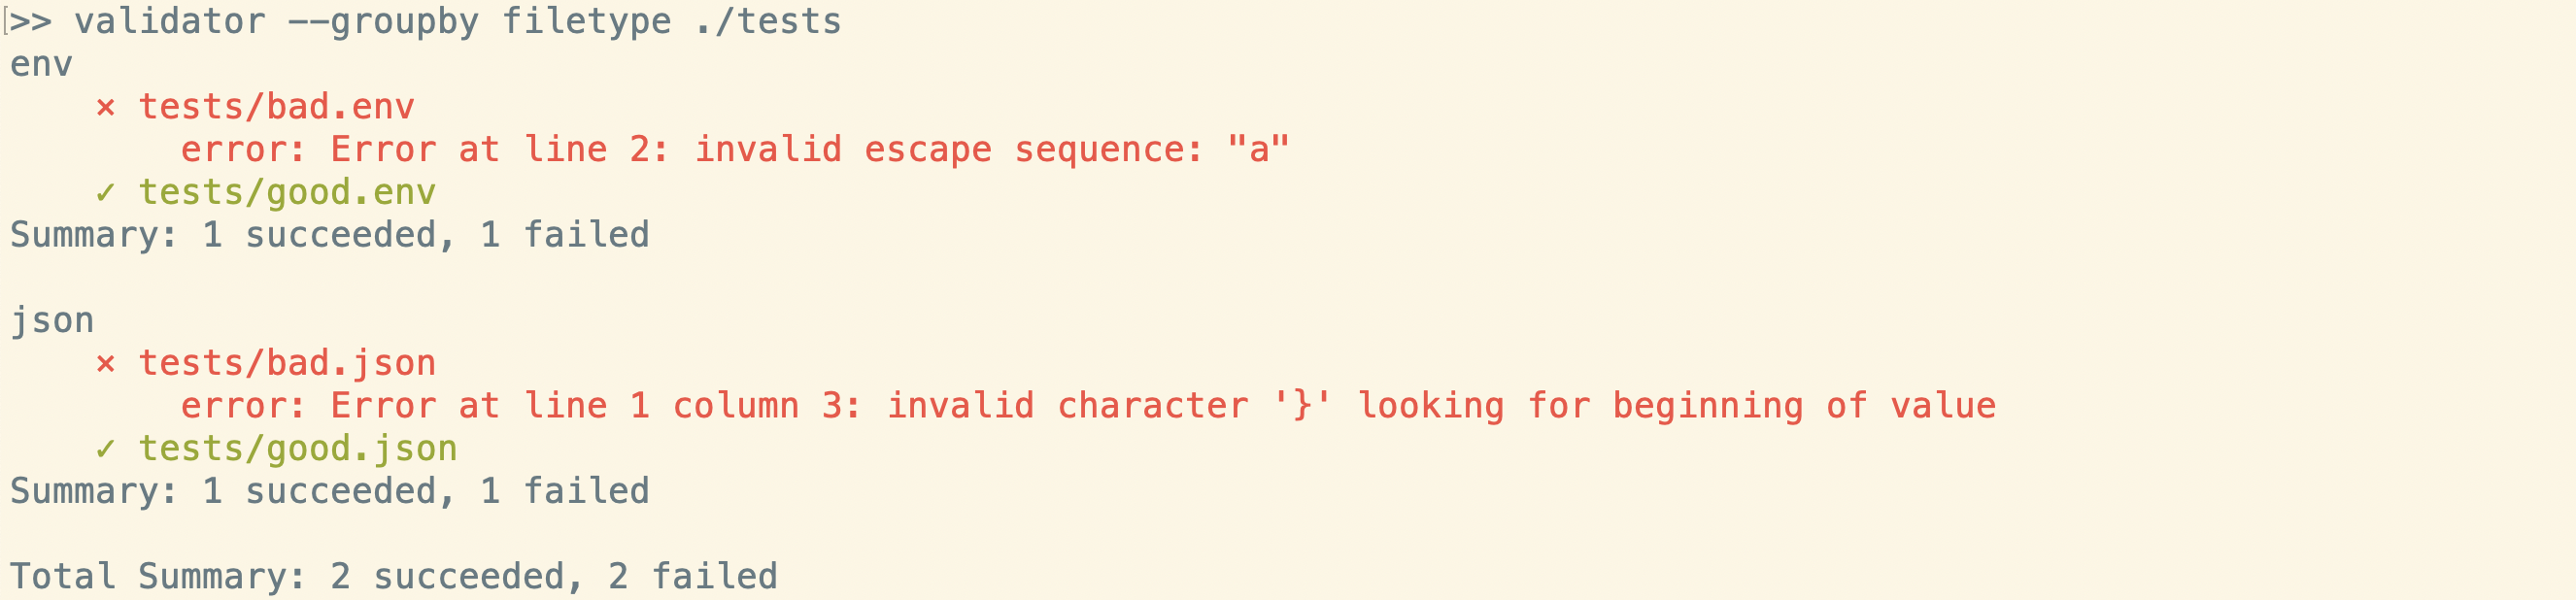 >> validator --groupby filetype ./tests
env
× tests/bad.env
error: Error at line 2: invalid escape sequence: "a"
✓ tests/good.env
Summary: 1 succeeded, 1 failed
json
× tests/bad.json
error: Error at line 1 column 3: invalid character '}' looking for beginning of value
✓ tests/good.json
Summary: 1 succeeded, 1 failed
Total Summary: 2 succeeded, 2 failed